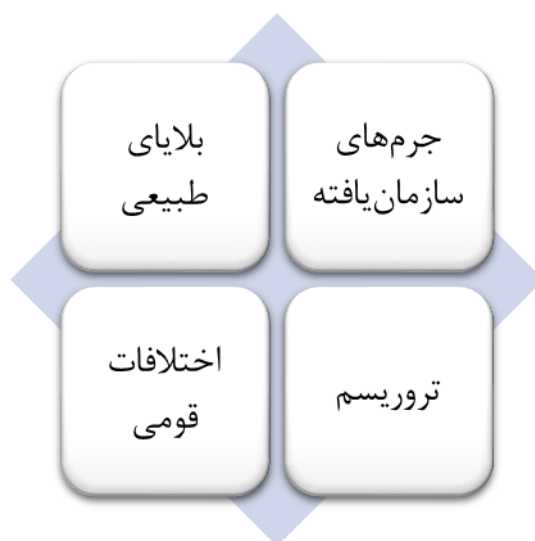 جرم‌های
سازمان‌یافته
بلایای
طبیعی
تروریسم
اختلافات
قومی